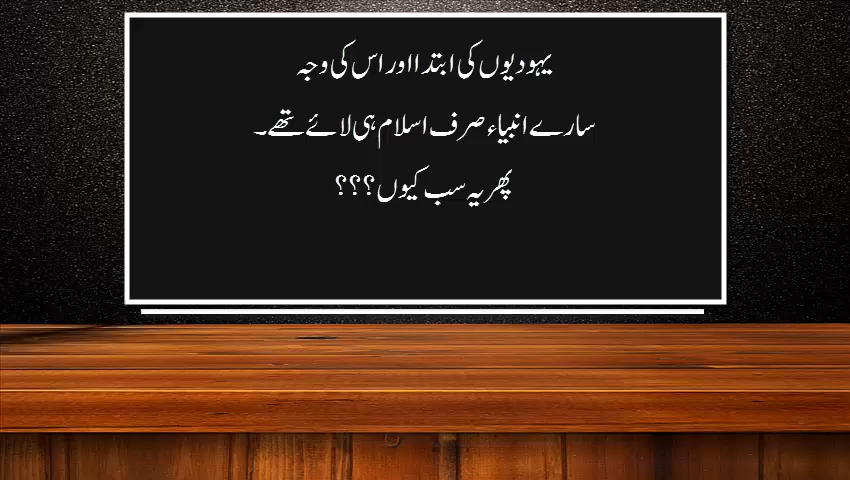 یہودیوں کی ابتدا اور اس کی وجہ
سارے انبیاء صرف اسلام ہی لائے تھے۔
پھر یہ سب کیوں؟؟؟